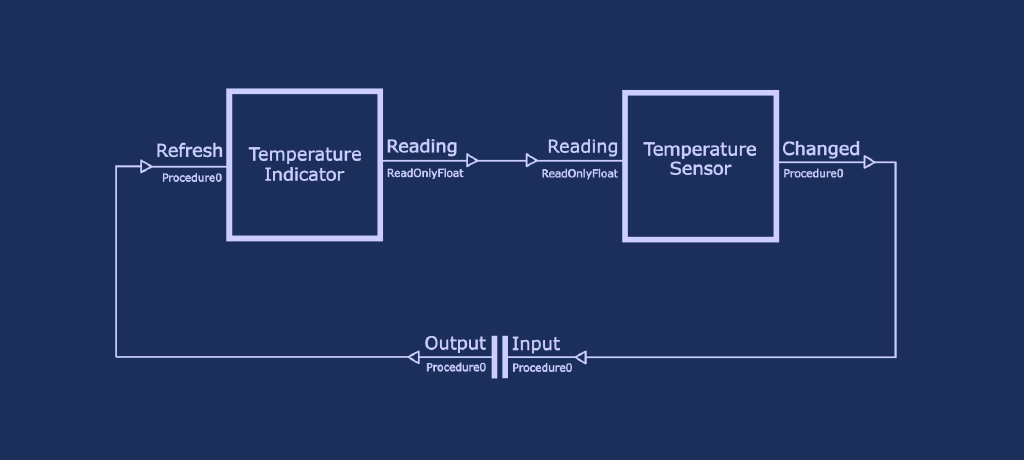 Refresh
Procedure0
Temperature
Indicator
Reading
ReadOnlyFloat
Reading
ReadOnlyFloat
Temperature
Sensor
Changed
Procedure0
Output
Procedure0
Input
Procedure0